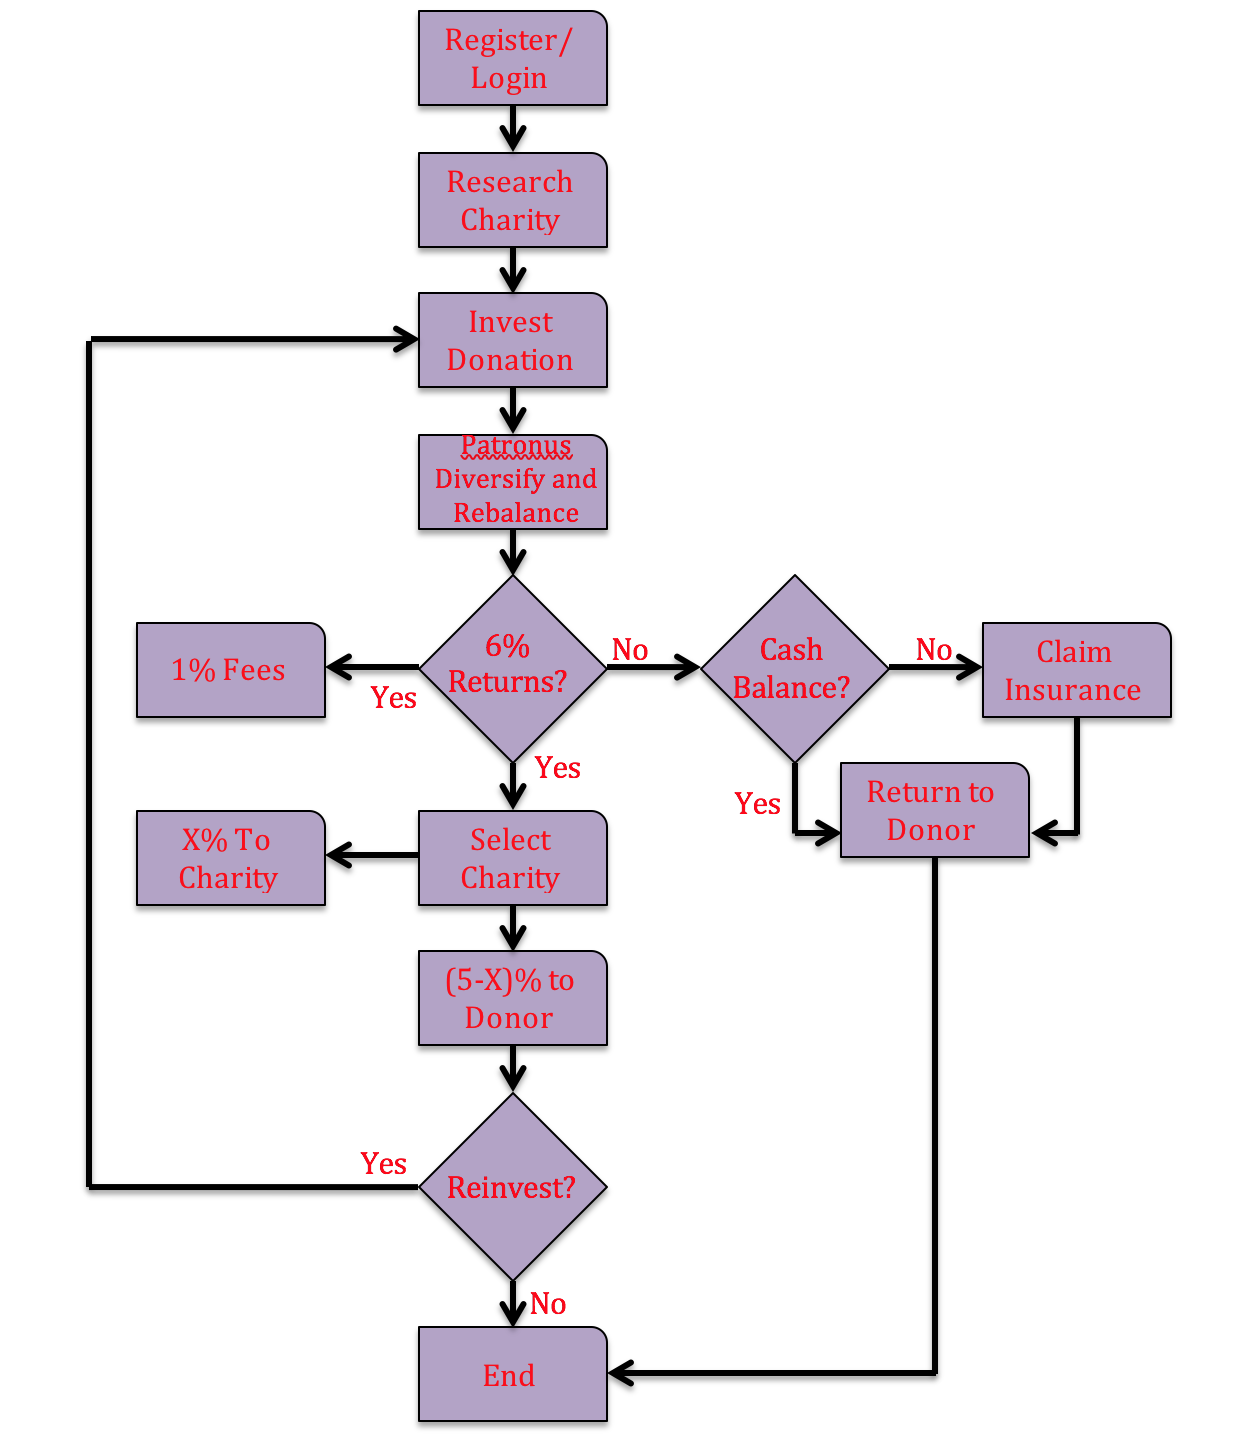 Register/
Login
Research
Charity
Invest
Donation
Patronus
Diversify and
Rebalance
6%
Returns?
No
Cash
Balance?
No
Claim
Insurance
1% Fees
Yes
Yes
Yes
Return to
Donor
X% To
Charity
Select
Charity
(5-X)% to
Donor
Yes
Reinvest?
No
End